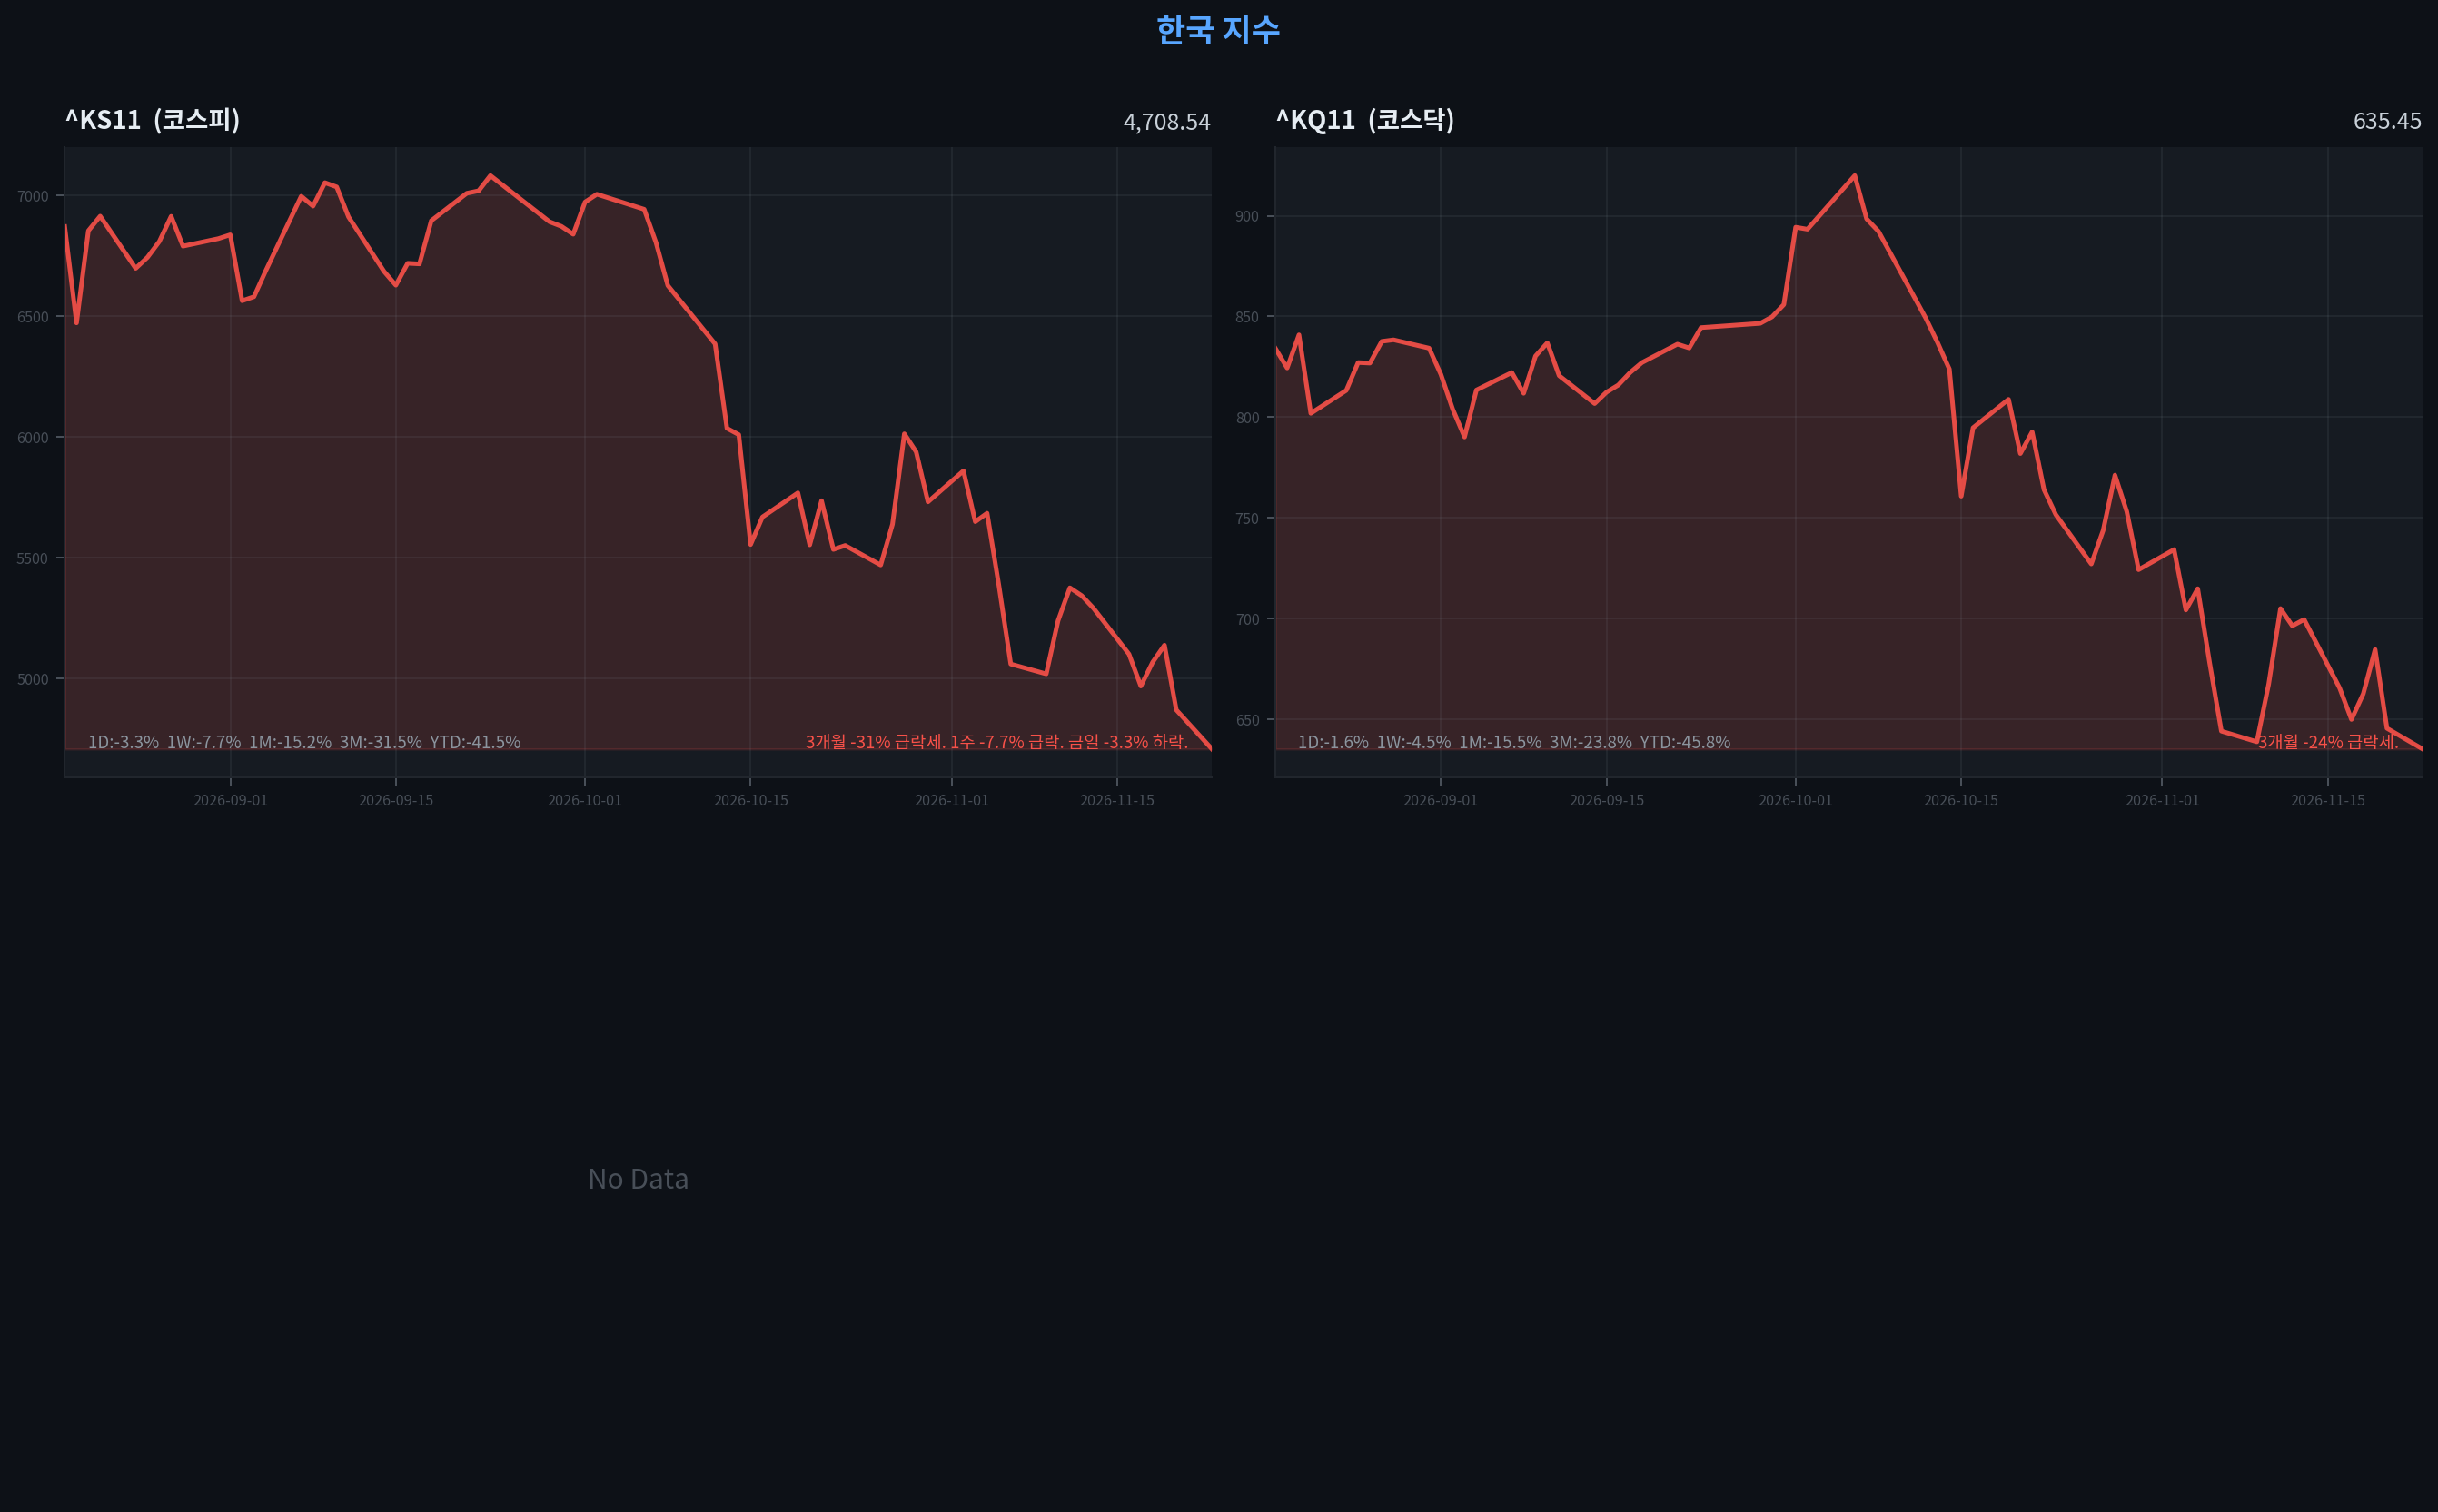 한국 지수
^KS11 (코스피) 4,708.54
7000
6500
6000
5500
5000
1D:-3.3% 1W:-7.7% 1M:-15.2% 3M:-31.5% YTD:-41.5% 3개월 -31% 급락세. 1주 -7.7% 급락. 금일 -3.3% 하락.
2026-09-01 2026-09-15 2026-10-01 2026-10-15 2026-11-01 2026-11-15
^KQ11 (코스닥) 635.45
900
850
800
750
700
650
1D:-1.6% 1W:-4.5% 1M:-15.5% 3M:-23.8% YTD:-45.8% 3개월 -24% 급락세.
2026-09-01 2026-09-15 2026-10-01 2026-10-15 2026-11-01 2026-11-15
No Data